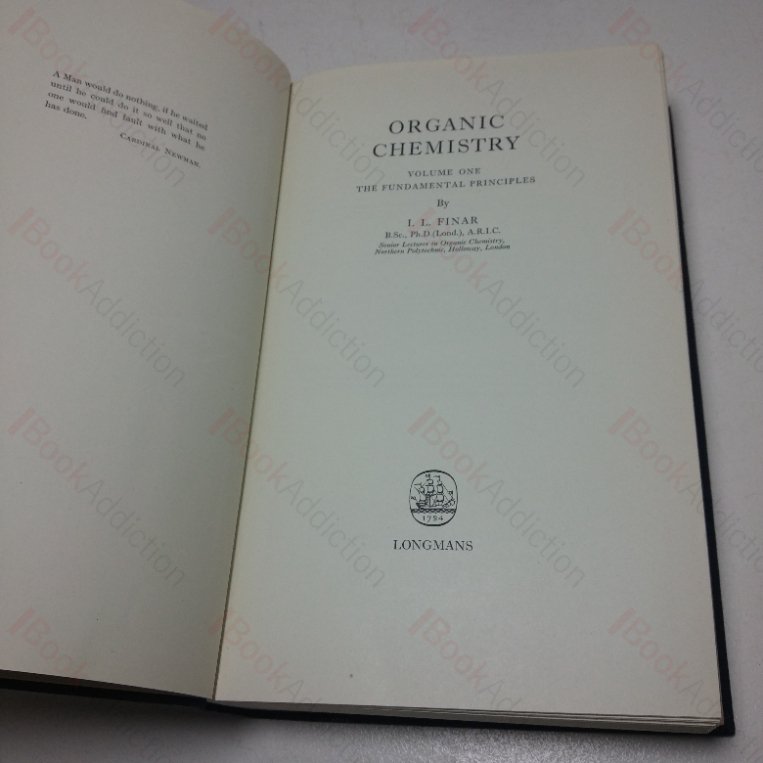 A Man would do nothing, if he waited
until he could do it so well that no
one would find fault with what he
has done.
CARDINAL NEWMAN.
ORGANIC
CHEMISTRY
VOLUME ONE
THE FUNDAMENTAL PRINCIPLES
By
I. L. FINAR
B.Sc., Ph.D.(Lond.), A.R.I.C.
Senior Lecturer in Organic Chemistry,
Northern Polytechnic, Holloway, London
1724
LONGMANS
BookAddiction